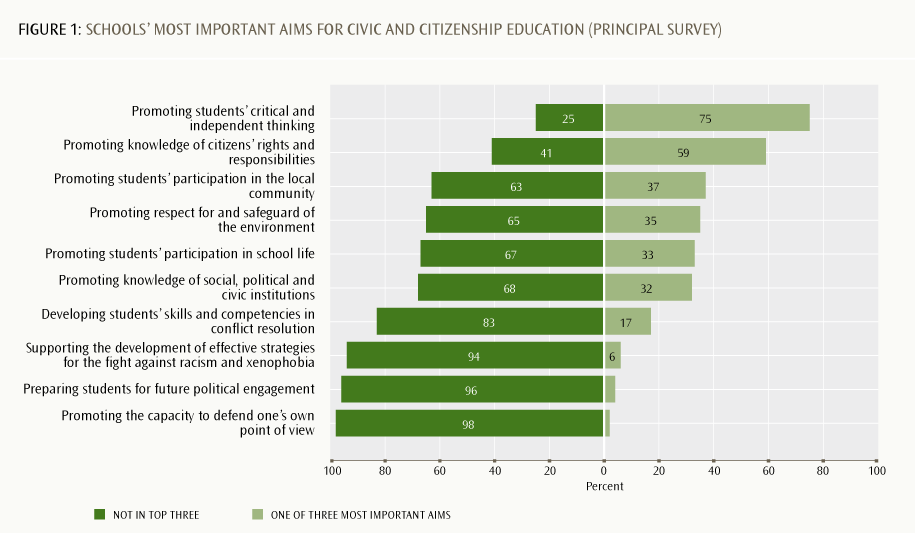 FIGURE 1: SCHOOLS' MOST IMPORTANT AIMS FOR CIVIC AND CITIZENSHIP EDUCATION (PRINCIPAL SURVEY)
Promoting students' critical and
independent thinking
25
75
Promoting knowledge of citizens' rights and
responsibilities
41
59
Promoting students' participation in the local
community
63
37
Promoting respect for and safeguard of
the environment
65
35
Promoting students' participation in school life
67
33
Promoting knowledge of social, political and
civic institutions
68
32
Developing students' skills and competencies in
conflict resolution
83
17
Supporting the development of effective strategies
for the fight against racism and xenophobia
94
6
Preparing students for future political engagement
96
Promoting the capacity to defend one's own
point of view
98
100 80 60 40 20 0 20 40 60 80 100
Percent
NOT IN TOP THREE
ONE OF THREE MOST IMPORTANT AIMS